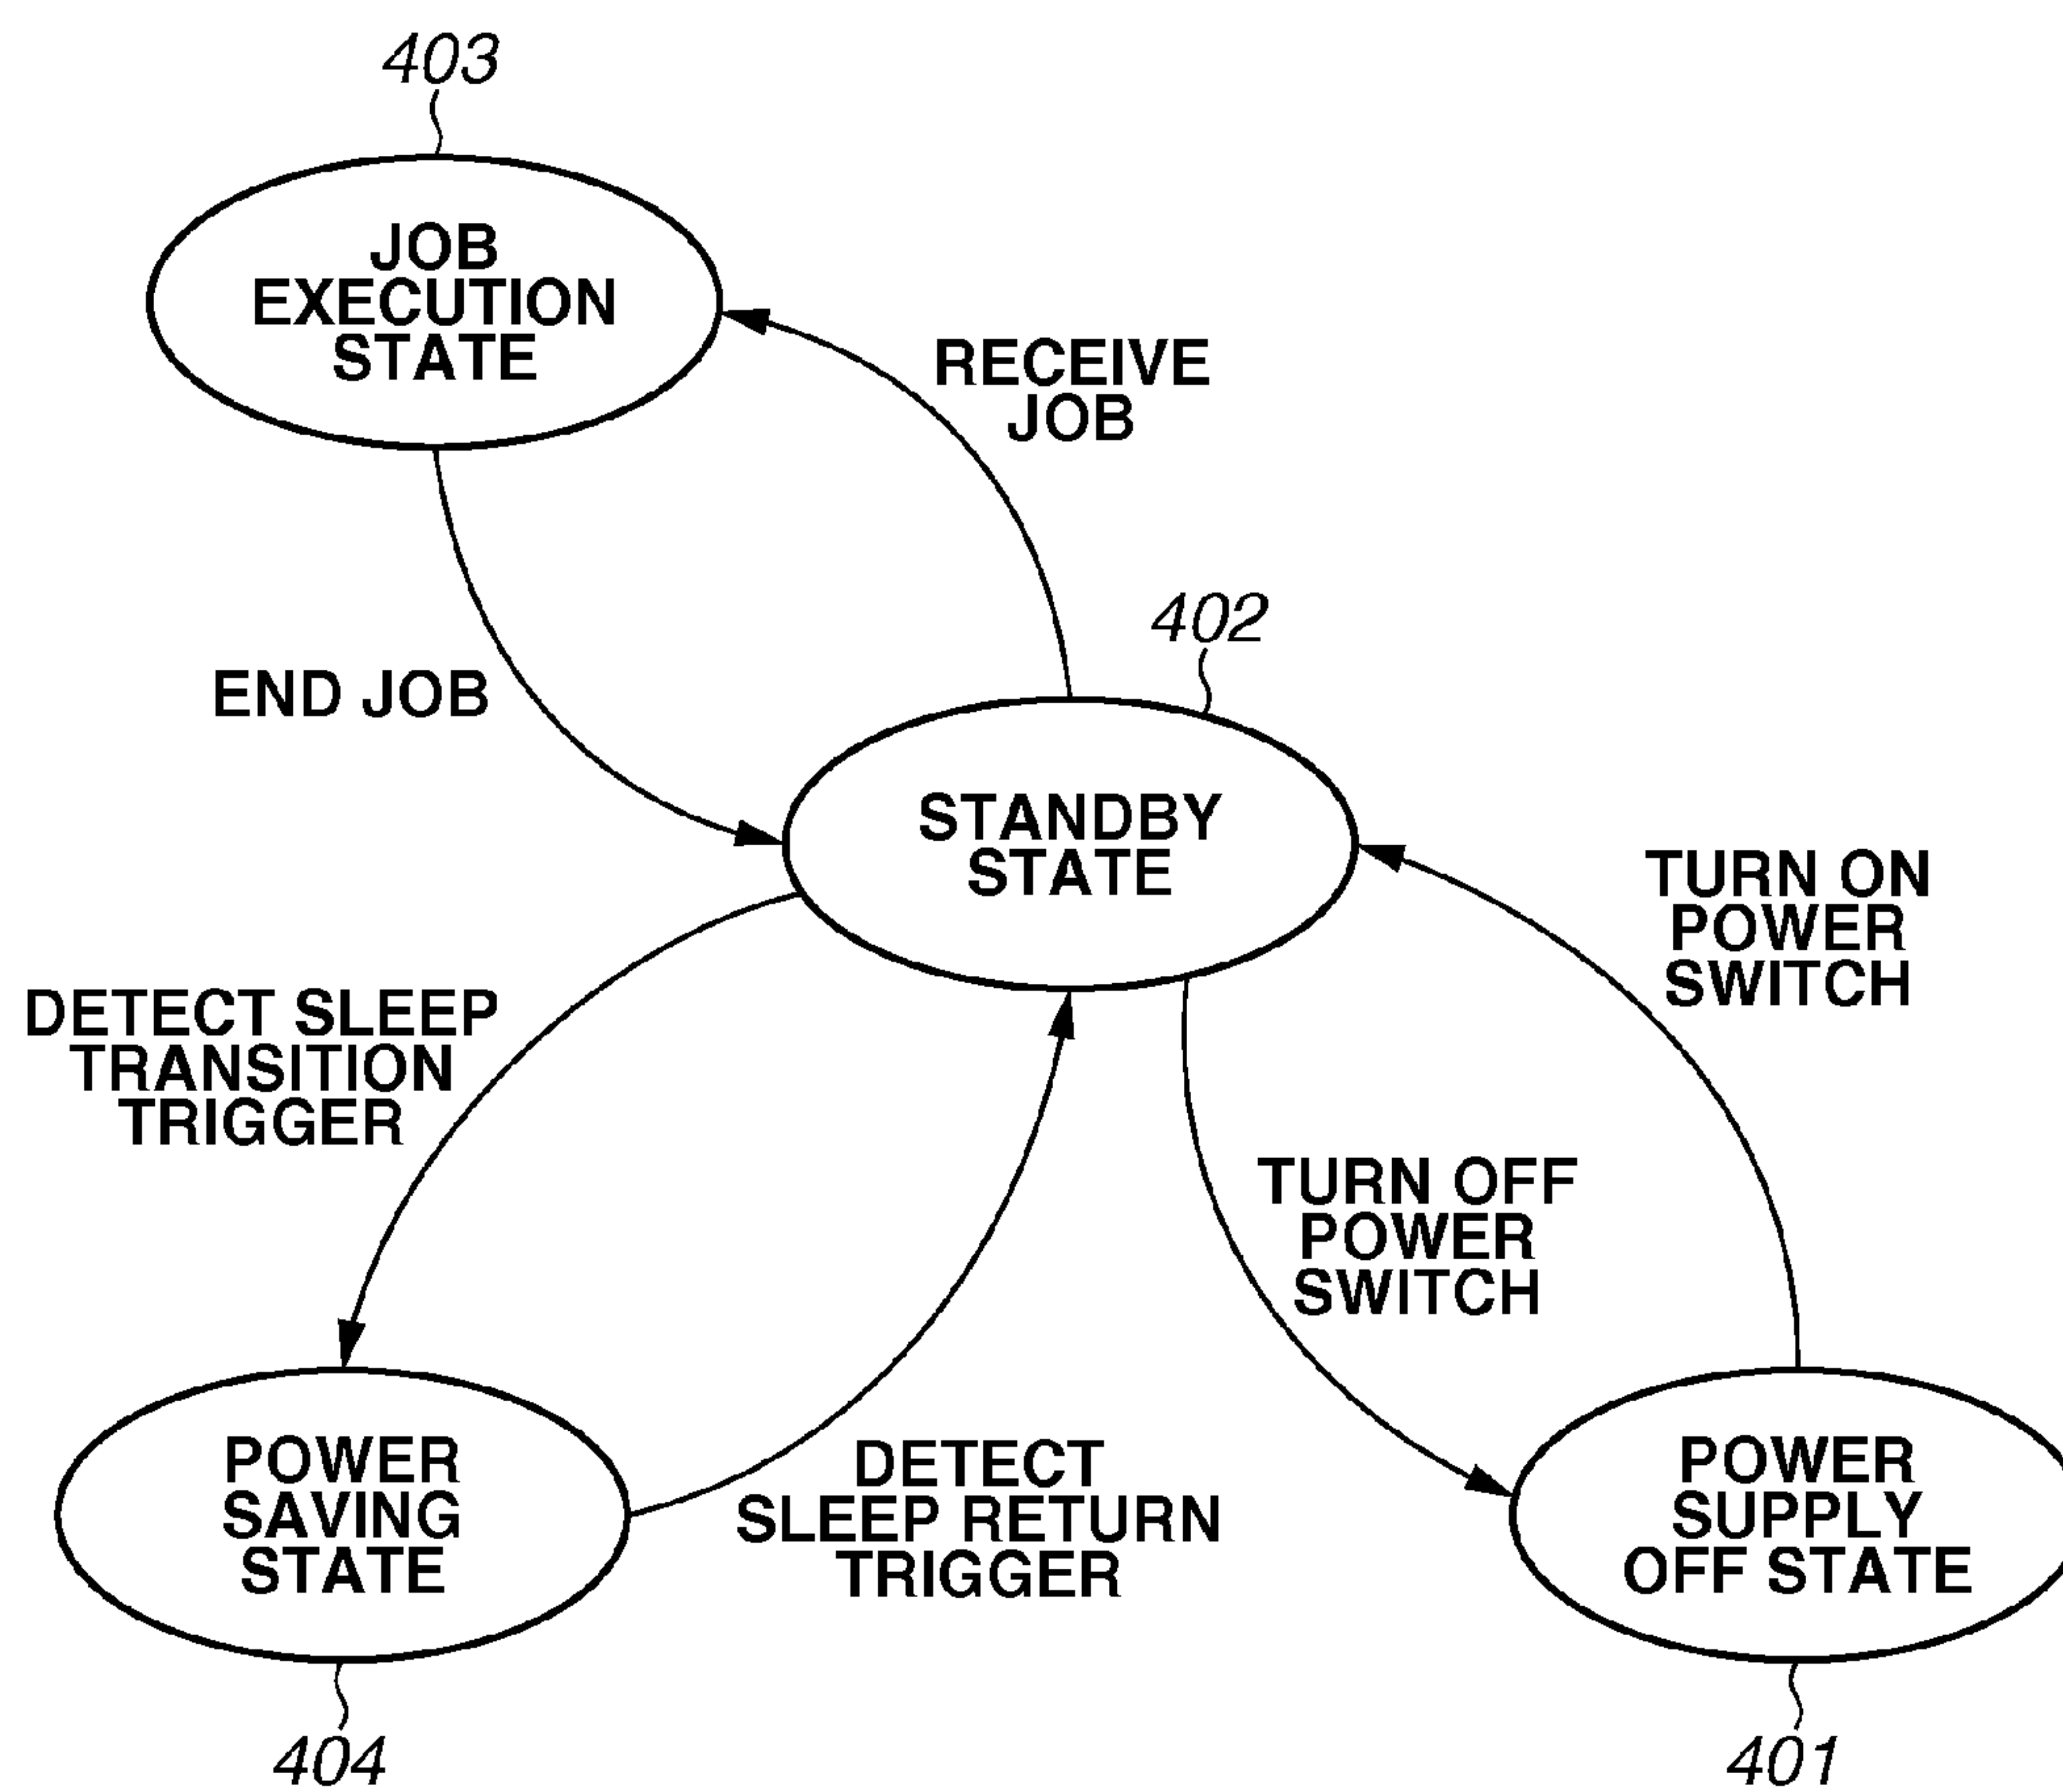 403
JOB
EXECUTION
STATE
RECEIVE
JOB
END JOB
402
STANDBY
STATE
TURN ON
POWER
SWITCH
DETECT SLEEP
TRANSITION
TRIGGER
TURN OFF
POWER
SWITCH
POWER
SAVING
STATE
DETECT
SLEEP RETURN
TRIGGER
POWER
SUPPLY
OFF STATE
404
401